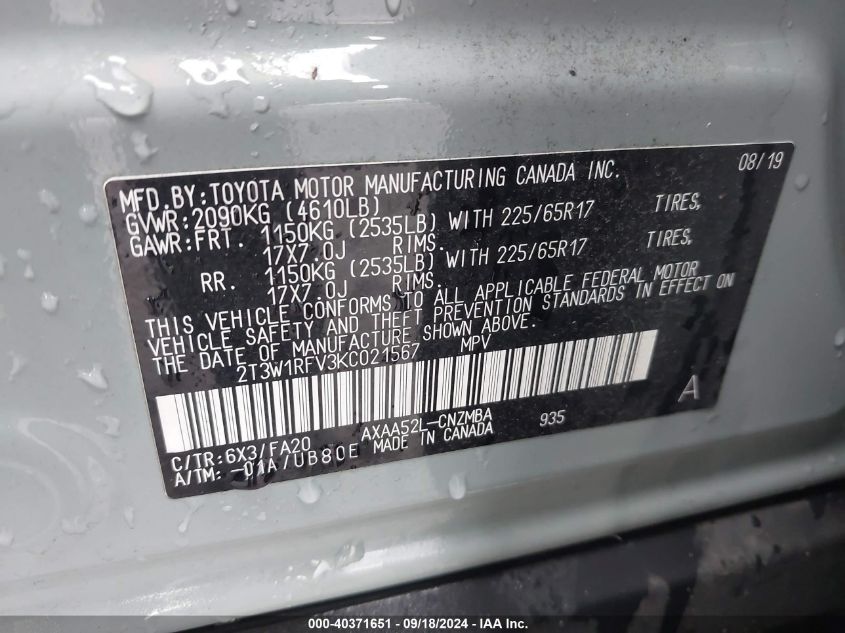 08/19
MFD.BY:TOYOTA MOTOR MANUFACTURING CANADA INC.
GVWR:2090KG (4610LB)
GAWR:FRT. 1150KG (2535LB) WITH 225/65R17 TIRES,
17X7.0J RIMS.
RR. 1150KG (2535LB) WITH 225/65R17 TIRES,
17X7.0J RIMS.
THIS VEHICLE CONFORMS TO ALL APPLICABLE FEDERAL MOTOR
VEHICLE SAFETY AND THEFT PREVENTION STANDARDS IN EFFECT ON
THE DATE OF MANUFACTURE SHOWN ABOVE.
2T3W1RFV3KC021567 MPV
A
C/TR:6X3/FA20 AXAA52L-CNZMBA 935
A/TM: -01A/UB80E MADE IN CANADA
000-40371651 - 09/18/2024 - IAA Inc.